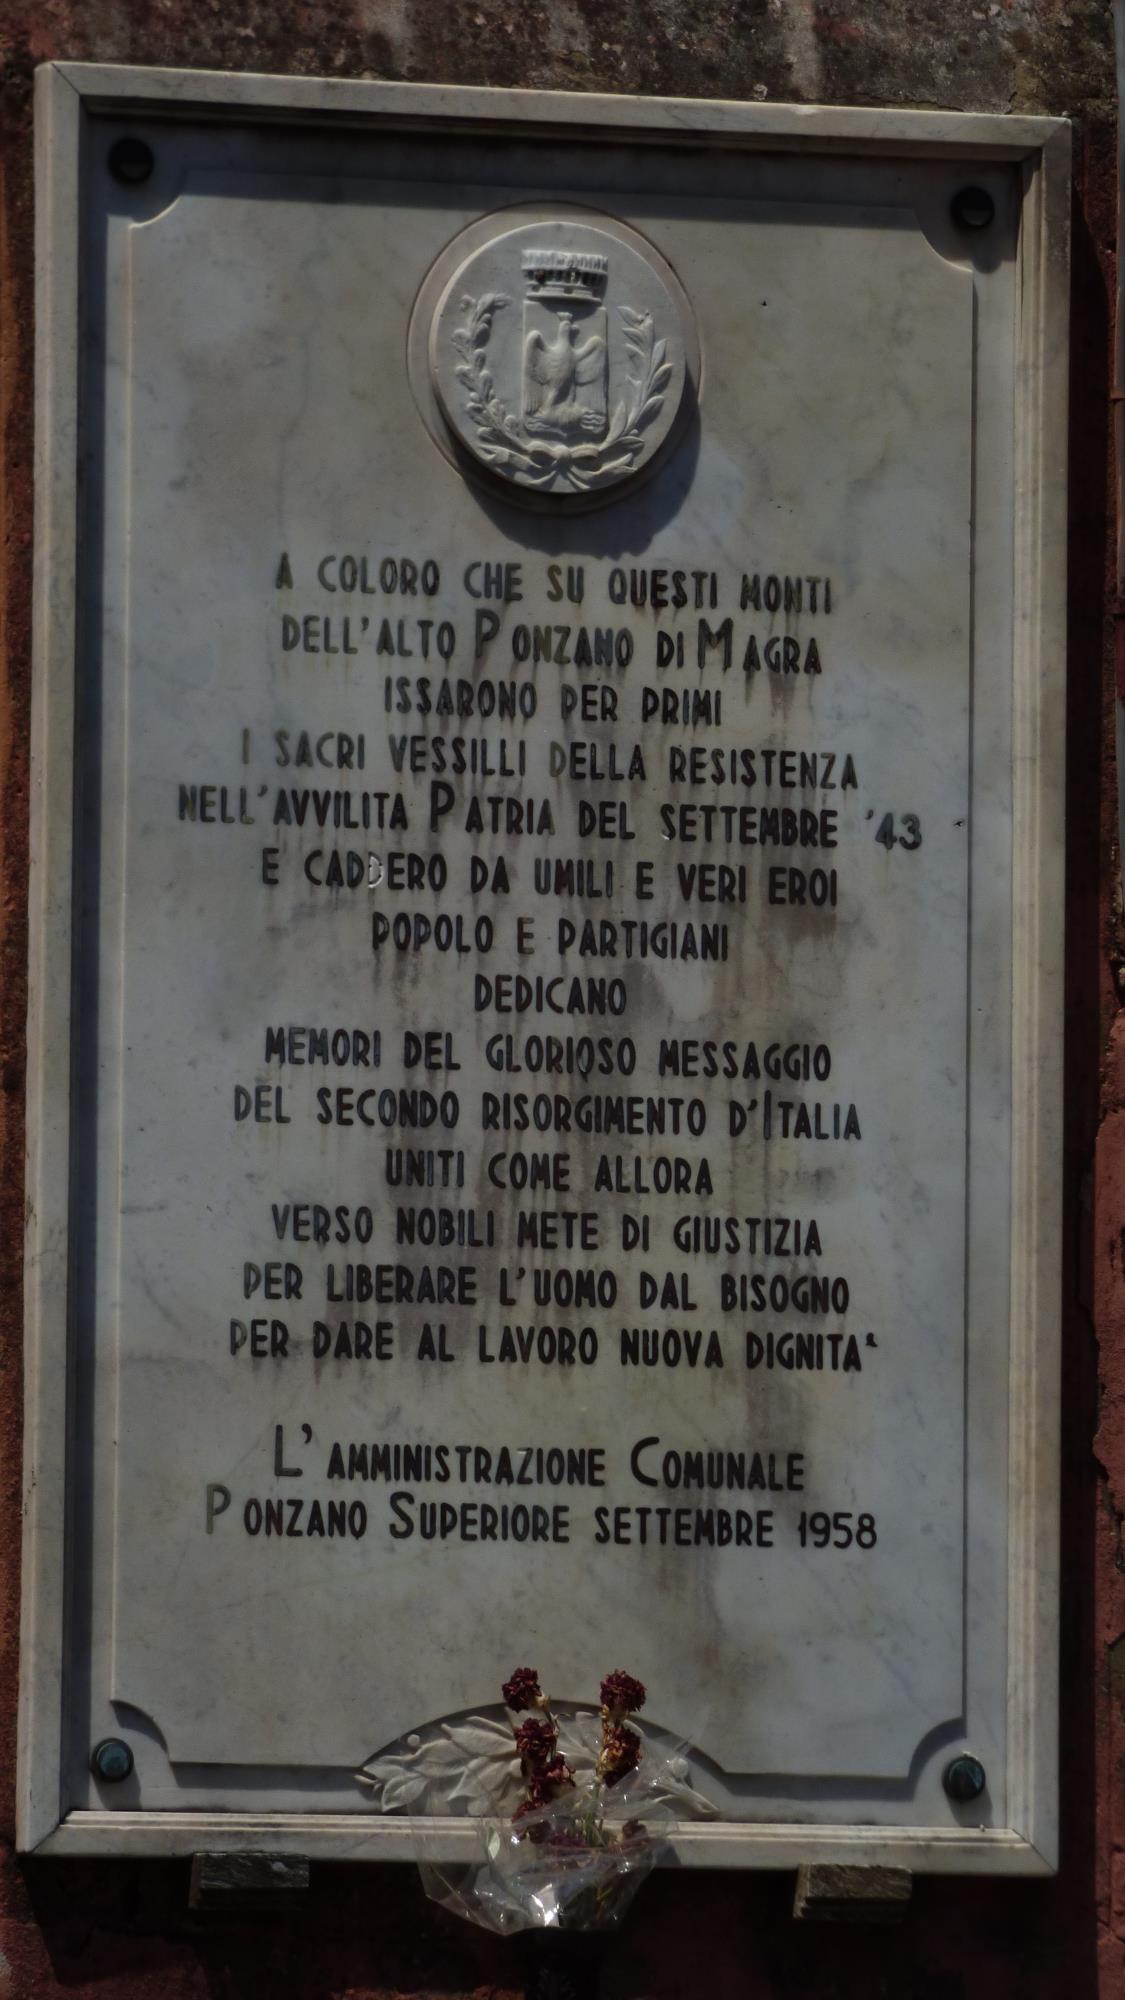 A COLORO CHE SU QUESTI MONTI
DELL'ALTO PONZANO DI MAGRA
ISSARONO PER PRIMI
I SACRI VESSILLI DELLA RESISTENZA
NELL'AVVILITA PATRIA DEL SETTEMBRE '43
E CADDERO DA UMILI E VERI EROI
POPOLO E PARTIGIANI
DEDICANO
MEMORI DEL GLORIOSO MESSAGGIO
DEL SECONDO RISORGIMENTO D'ITALIA
UNITI COME ALLORA
VERSO NOBILI METE DI GIUSTIZIA
PER LIBERARE L'UOMO DAL BISOGNO
PER DARE AL LAVORO NUOVA DIGNITA'
L'AMMINISTRAZIONE COMUNALE
PONZANO SUPERIORE SETTEMBRE 1958